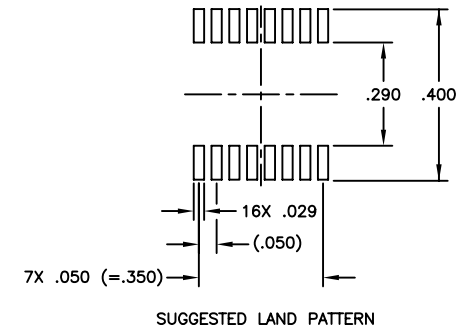 .290 .400
16X .029
(.050)
7X .050 (=.350)
SUGGESTED LAND PATTERN